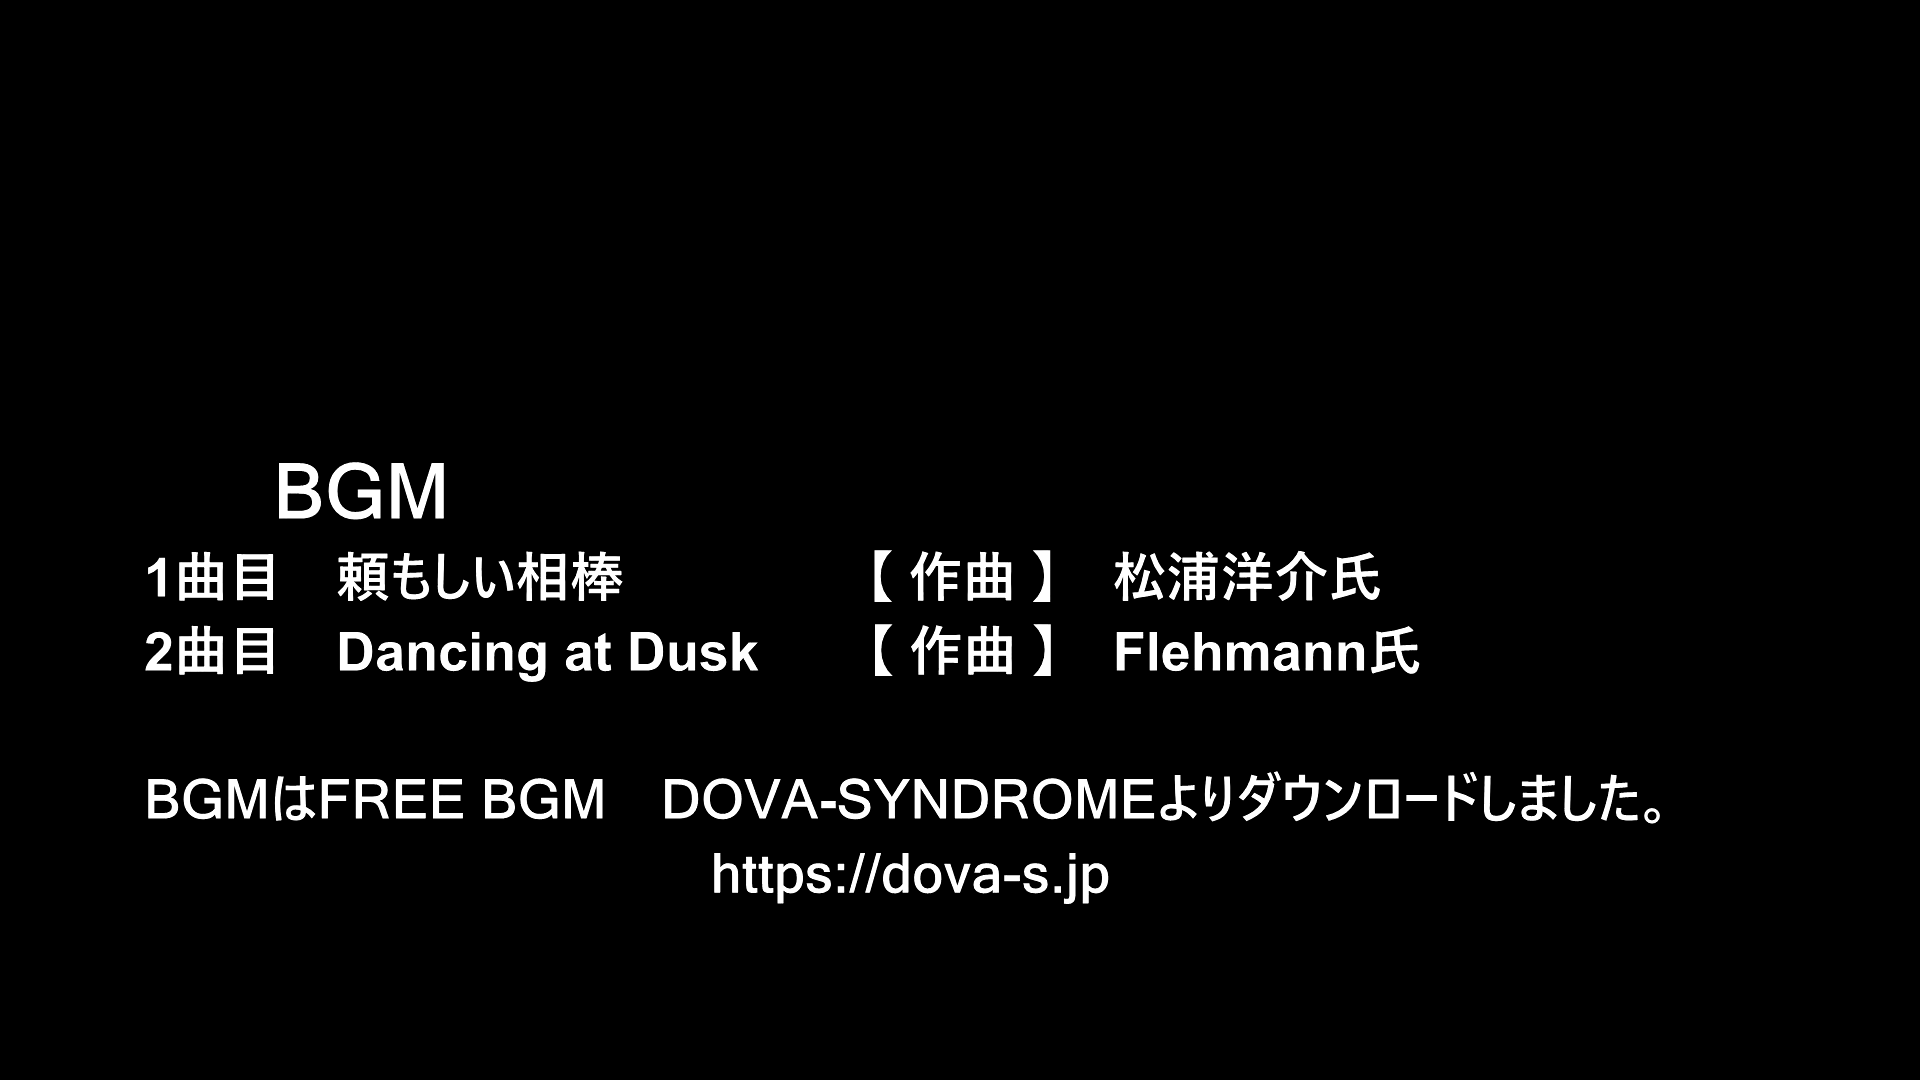 BGM
1曲目　頼もしい相棒　【 作曲 】　松浦洋介氏
2曲目　Dancing at Dusk　【 作曲 】　Flehmann氏
BGMはFREE BGM　DOVA-SYNDROMEよりダウンロードしました。
https://dova-s.jp